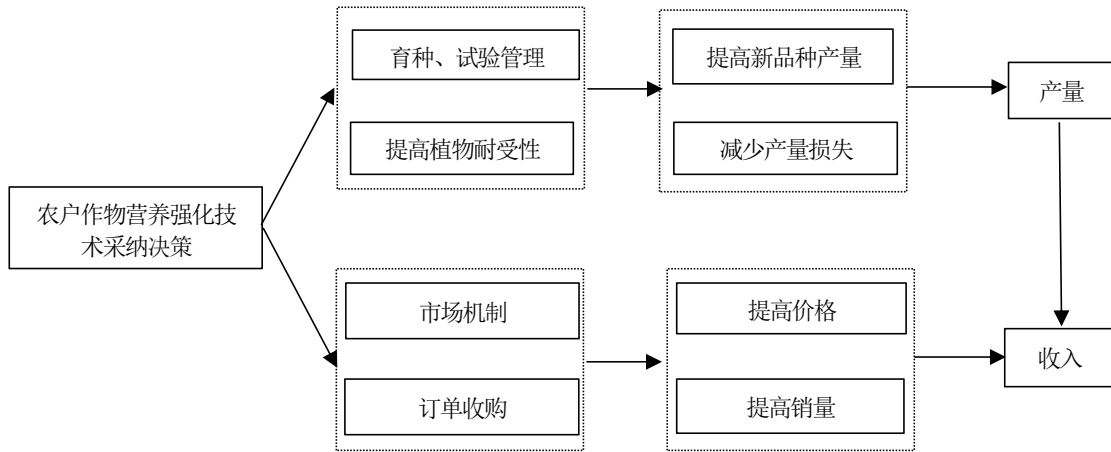 育种、试验管理
提高新品种产量
产量
提高植物耐受性
减少产量损失
农户作物营养强化技
术采纳决策
市场机制
提高价格
收入
订单收购
提高销量